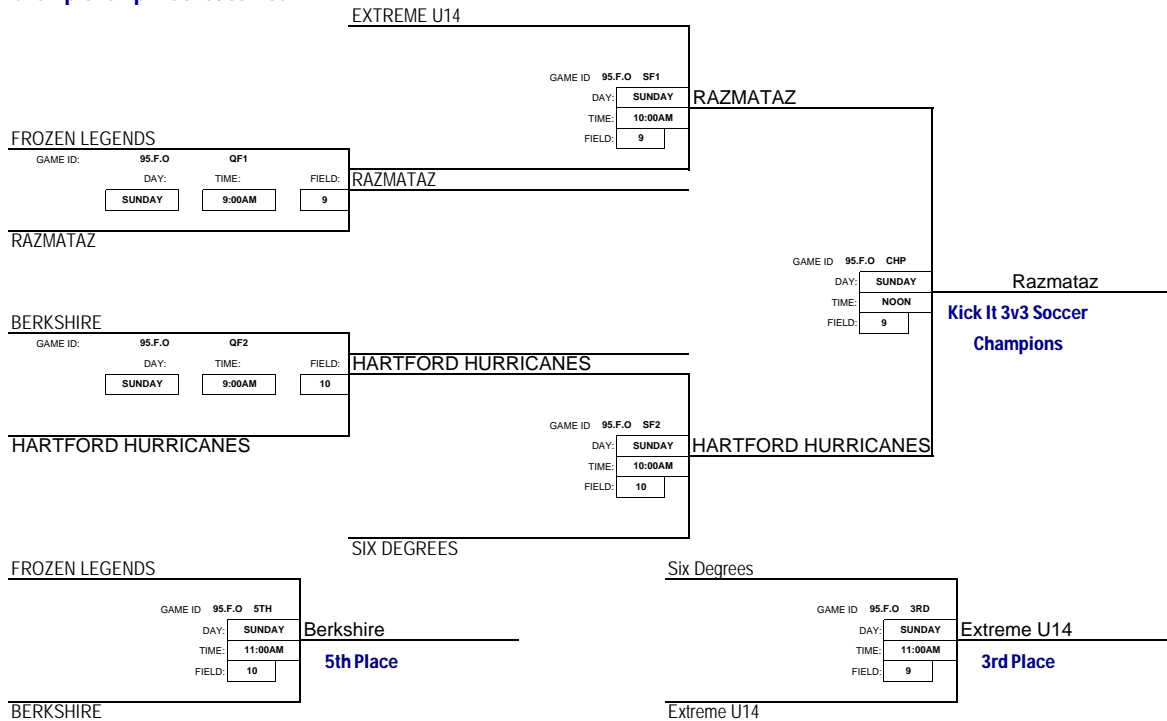 EXTREME U14
GAME ID 95.F.O SF1
DAY: SUNDAY
RAZMATAZ
TIME: 10:00AM
FIELD: 9
FROZEN LEGENDS
GAME ID: 95.F.O QF1
DAY: TIME: FIELD:
SUNDAY 9:00AM 9
RAZMATAZ
RAZMATAZ
GAME ID 95.F.O CHP
DAY: SUNDAY
TIME: NOON
FIELD: 9
Razmataz
Kick It 3v3 Soccer
Champions
BERKSHIRE
GAME ID: 95.F.O QF2
DAY: TIME: FIELD:
SUNDAY 9:00AM 10
HARTFORD HURRICANES
HARTFORD HURRICANES
GAME ID 95.F.O SF2
DAY: SUNDAY
TIME: 10:00AM
FIELD: 10
HARTFORD HURRICANES
SIX DEGREES
FROZEN LEGENDS
GAME ID 95.F.O 5TH
DAY: SUNDAY
TIME: 11:00AM
FIELD: 10
Berkshire
5th Place
BERKSHIRE
Six Degrees
GAME ID 95.F.O 3RD
DAY: SUNDAY
TIME: 11:00AM
FIELD: 9
Extreme U14
3rd Place
Extreme U14